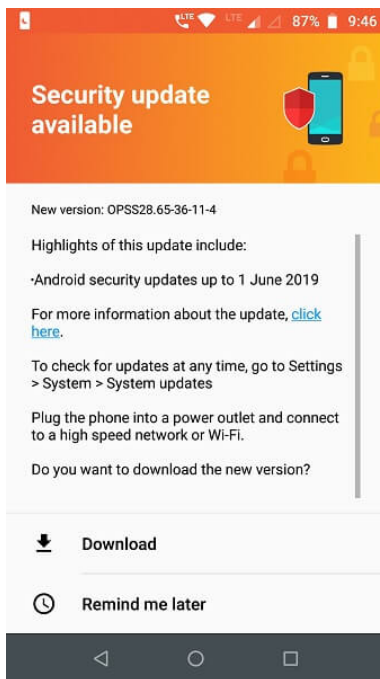 LTE LTE 87% 9:46
Security update
available
New version: OPSS28.65-36-11-4
Highlights of this update include:
·Android security updates up to 1 June 2019
For more information about the update, click
here.
To check for updates at any time, go to Settings
> System > System updates
Plug the phone into a power outlet and connect
to a high speed network or Wi-Fi.
Do you want to download the new version?
Download
Remind me later